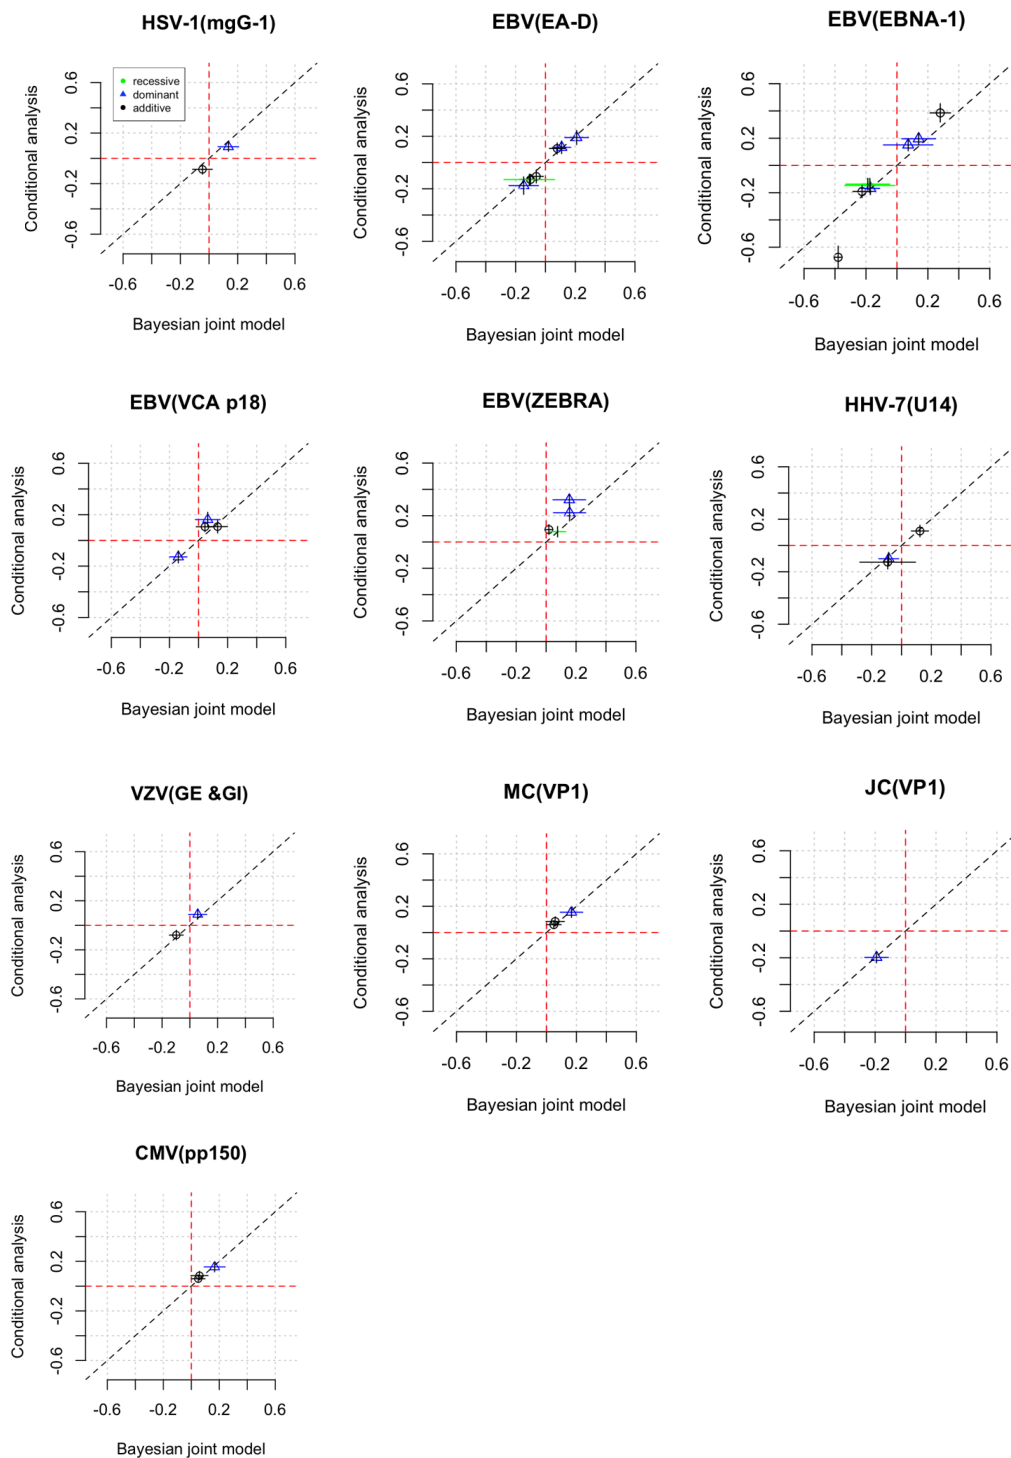 HSV-1(mgG-1)
Conditional analysis
0.6
0.2
-0.2
-0.6
recessive
dominant
additive
-0.6 -0.2 0.2 0.6
Bayesian joint model
EBV(EA-D)
Conditional analysis
0.6
0.2
-0.2
-0.6
-0.6 -0.2 0.2 0.6
Bayesian joint model
EBV(EBNA-1)
Conditional analysis
0.6
0.2
-0.2
-0.6
-0.6 -0.2 0.2 0.6
Bayesian joint model
EBV(VCA p18)
Conditional analysis
0.6
0.2
-0.2
-0.6
-0.6 -0.2 0.2 0.6
Bayesian joint model
EBV(ZEBRA)
Conditional analysis
0.6
0.2
-0.2
-0.6
-0.6 -0.2 0.2 0.6
Bayesian joint model
HHV-7(U14)
Conditional analysis
0.6
0.2
-0.2
-0.6
-0.6 -0.2 0.2 0.6
Bayesian joint model
VZV(GE &GI)
Conditional analysis
0.6
0.2
-0.2
-0.6
-0.6 -0.2 0.2 0.6
Bayesian joint model
MC(VP1)
Conditional analysis
0.6
0.2
-0.2
-0.6
-0.6 -0.2 0.2 0.6
Bayesian joint model
JC(VP1)
Conditional analysis
0.6
0.2
-0.2
-0.6
-0.6 -0.2 0.2 0.6
Bayesian joint model
CMV(pp150)
Conditional analysis
0.6
0.2
-0.2
-0.6
-0.6 -0.2 0.2 0.6
Bayesian joint model